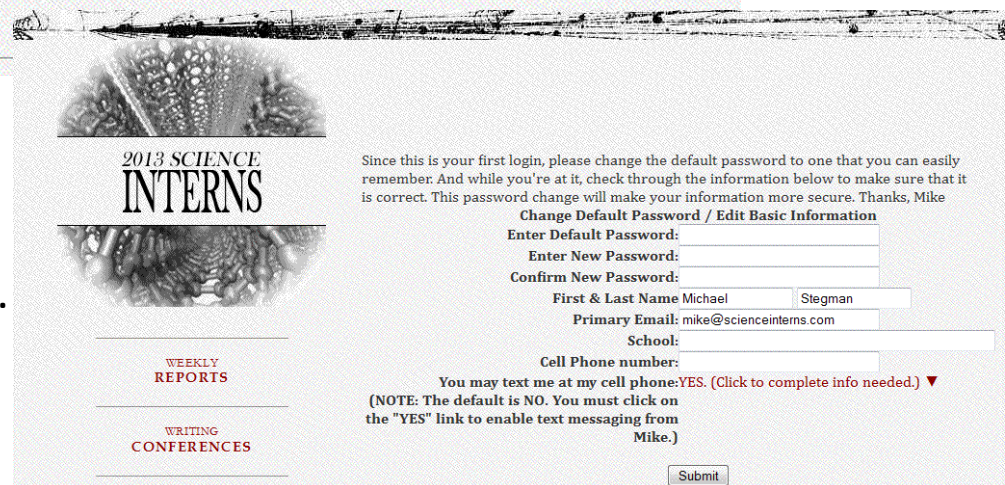 2013 SCIENCE
INTERNS
WEEKLY
REPORTS
WRITING
CONFERENCES
Since this is your first login, please change the default password to one that you can easily
remember. And while you're at it, check through the information below to make sure that it
is correct. This password change will make your information more secure. Thanks, Mike
Change Default Password / Edit Basic Information
Enter Default Password:
Enter New Password:
Confirm New Password:
First & Last Name Michael Stegman
Primary Email: mike@scienceinterns.com
School:
Cell Phone number:
You may text me at my cell phone: YES. (Click to complete info needed.) ▼
(NOTE: The default is NO. You must click on
the "YES" link to enable text messaging from
Mike.)
Submit